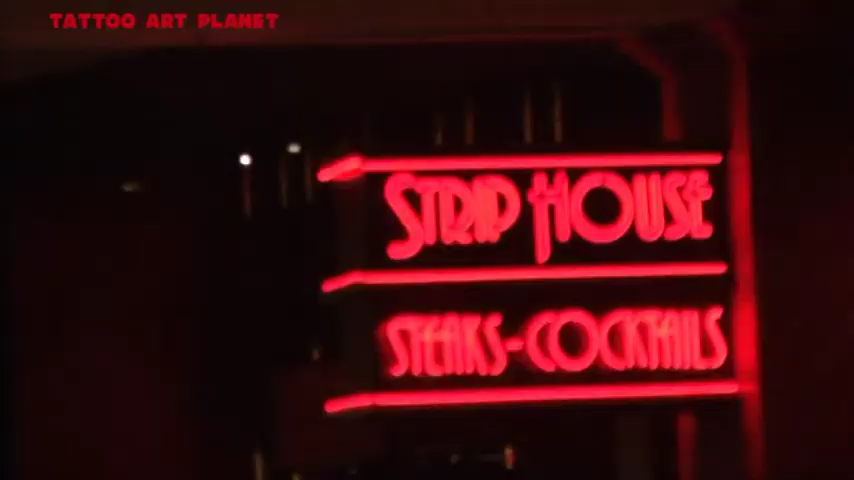 TATTOO ART PLANET
STRIP HOUSE
STEAKS-COCKTAILS